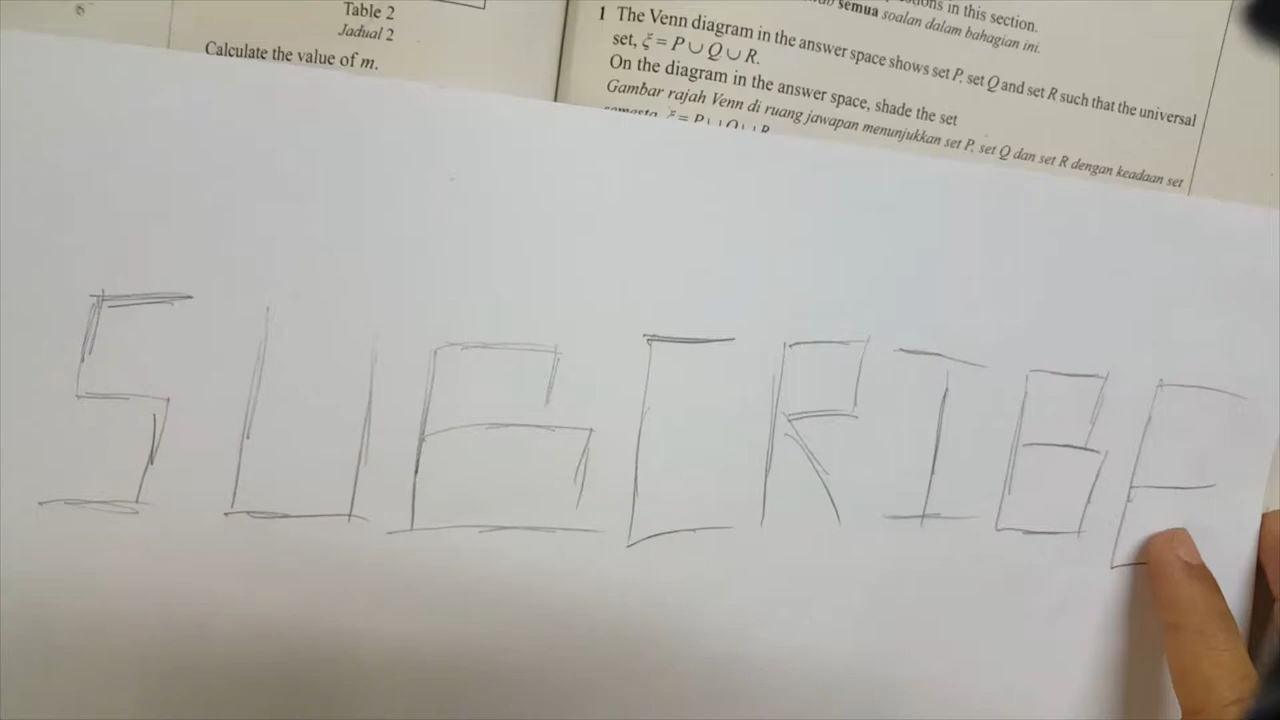 Table 2
Jadual 2
Calculate the value of m.
semua soalan dalam bahagian ini.
in this section.
1 The Venn diagram in the answer space shows set P, set Q and set R such that the universal
set, ξ = P ∪ Q ∪ R.
On the diagram in the answer space, shade the set
Gambar rajah Venn di ruang jawapan menunjukkan set P, set Q dan set R dengan keadaan set
SUBCRIBE